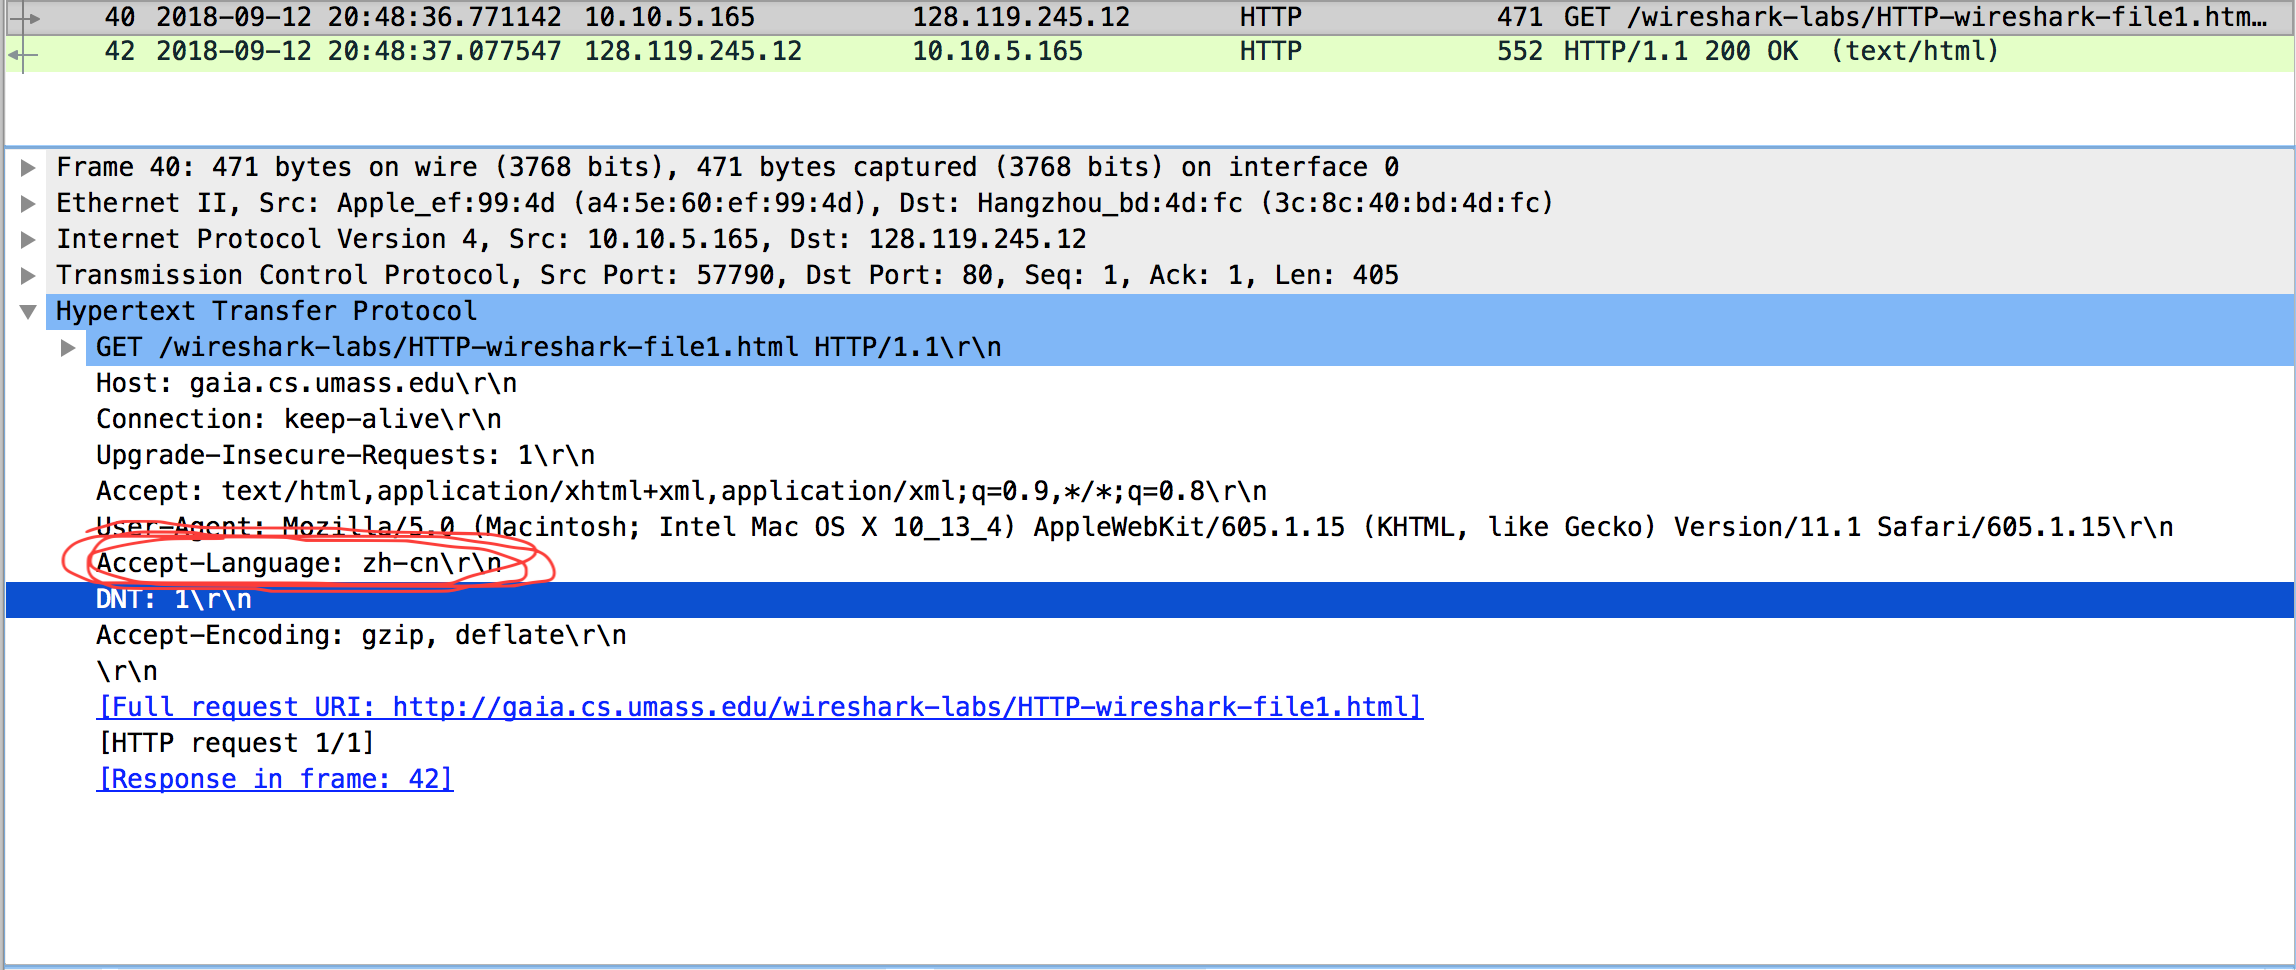 40 2018-09-12 20:48:36.771142 10.10.5.165 128.119.245.12 HTTP 471 GET /wireshark-labs/HTTP-wireshark-file1.htm…
42 2018-09-12 20:48:37.077547 128.119.245.12 10.10.5.165 HTTP 552 HTTP/1.1 200 OK (text/html)
Frame 40: 471 bytes on wire (3768 bits), 471 bytes captured (3768 bits) on interface 0
Ethernet II, Src: Apple_ef:99:4d (a4:5e:60:ef:99:4d), Dst: Hangzhou_bd:4d:fc (3c:8c:40:bd:4d:fc)
Internet Protocol Version 4, Src: 10.10.5.165, Dst: 128.119.245.12
Transmission Control Protocol, Src Port: 57790, Dst Port: 80, Seq: 1, Ack: 1, Len: 405
Hypertext Transfer Protocol
GET /wireshark-labs/HTTP-wireshark-file1.html HTTP/1.1\r\n
Host: gaia.cs.umass.edu\r\n
Connection: keep-alive\r\n
Upgrade-Insecure-Requests: 1\r\n
Accept: text/html,application/xhtml+xml,application/xml;q=0.9,*/*;q=0.8\r\n
User-Agent: Mozilla/5.0 (Macintosh; Intel Mac OS X 10_13_4) AppleWebKit/605.1.15 (KHTML, like Gecko) Version/11.1 Safari/605.1.15\r\n
Accept-Language: zh-cn\r\n
DNT: 1\r\n
Accept-Encoding: gzip, deflate\r\n
\r\n
[Full request URI: http://gaia.cs.umass.edu/wireshark-labs/HTTP-wireshark-file1.html]
[HTTP request 1/1]
[Response in frame: 42]